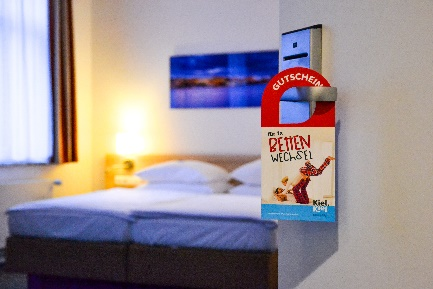 GUTSCHEIN
FÜR 1X
BETTEN
WECHSEL
Kiel.